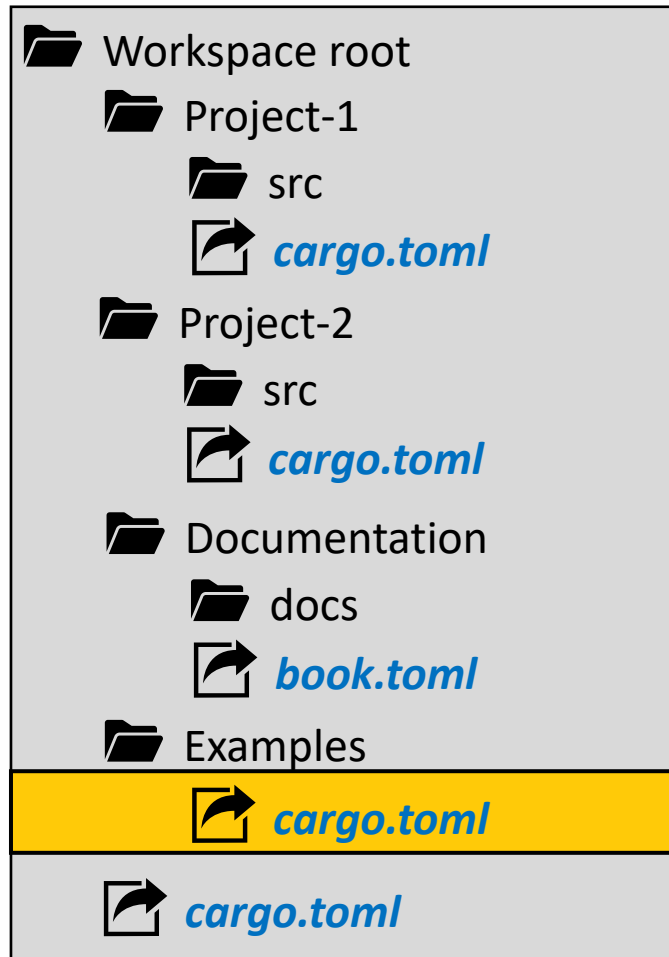 Workspace root
Project-1
src
cargo.toml
Project-2
src
cargo.toml
Documentation
docs
book.toml
Examples
cargo.toml
cargo.toml